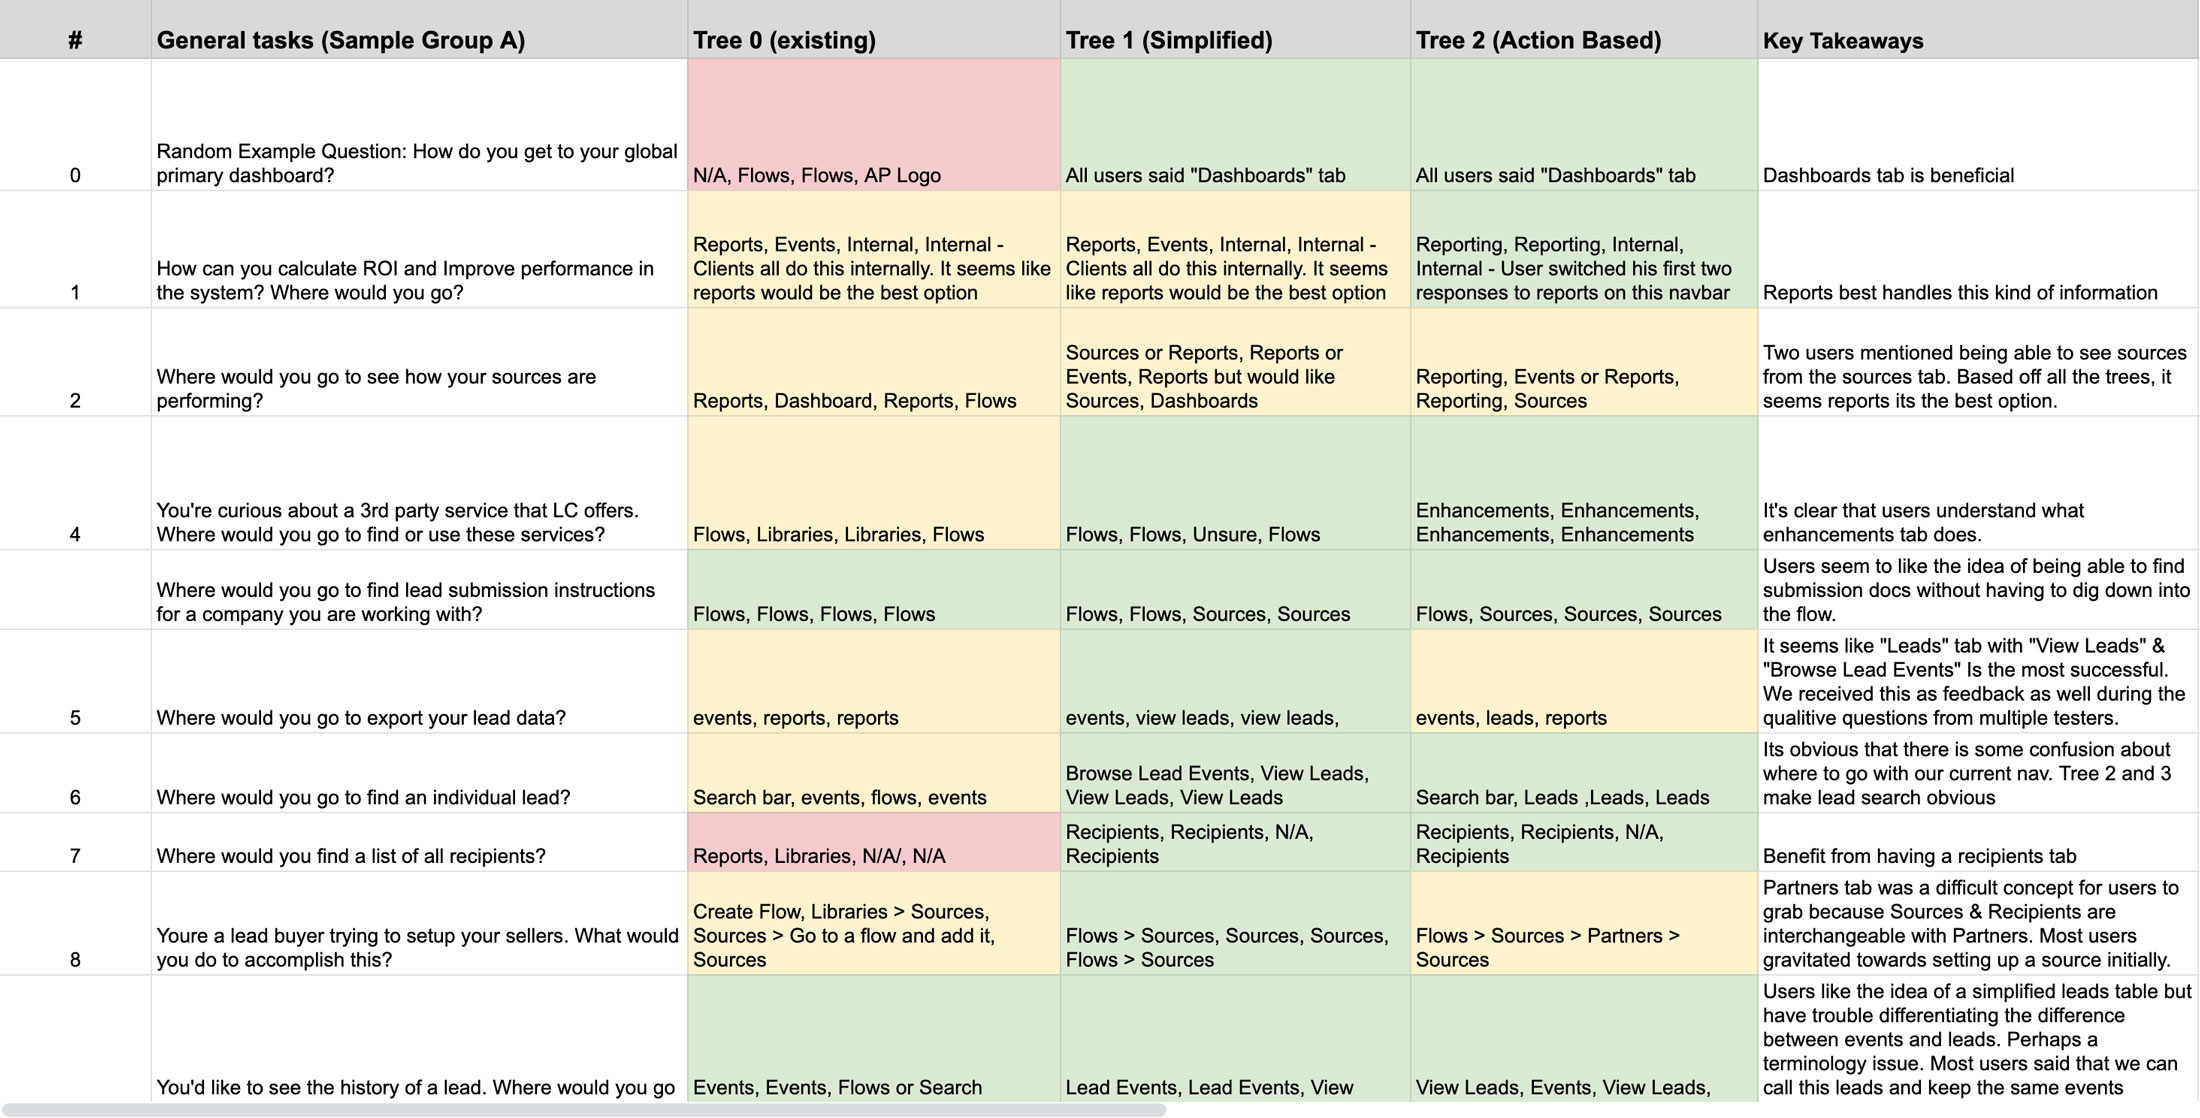 # General tasks (Sample Group A) Tree 0 (existing) Tree 1 (Simplified) Tree 2 (Action Based) Key Takeaways
0
Random Example Question: How do you get to your global
primary dashboard?
N/A, Flows, Flows, AP Logo
All users said "Dashboards" tab
All users said "Dashboards" tab
Dashboards tab is beneficial
1
How can you calculate ROI and Improve performance in
the system? Where would you go?
Reports, Events, Internal, Internal -
Clients all do this internally. It seems like
reports would be the best option
Reports, Events, Internal, Internal -
Clients all do this internally. It seems
like reports would be the best option
Reporting, Reporting, Internal,
Internal - User switched his first two
responses to reports on this navbar
Reports best handles this kind of information
2
Where would you go to see how your sources are
performing?
Reports, Dashboard, Reports, Flows
Sources or Reports, Reports or
Events, Reports but would like
Sources, Dashboards
Reporting, Events or Reports,
Reporting, Sources
Two users mentioned being able to see sources
from the sources tab. Based off all the trees, it
seems reports its the best option.
4
You're curious about a 3rd party service that LC offers.
Where would you go to find or use these services?
Flows, Libraries, Libraries, Flows
Flows, Flows, Unsure, Flows
Enhancements, Enhancements,
Enhancements, Enhancements
It's clear that users understand what
enhancements tab does.
Where would you go to find lead submission instructions
for a company you are working with?
Flows, Flows, Flows, Flows
Flows, Flows, Sources, Sources
Flows, Sources, Sources, Sources
Users seem to like the idea of being able to find
submission docs without having to dig down into
the flow.
5
Where would you go to export your lead data?
events, reports, reports
events, view leads, view leads,
events, leads, reports
It seems like "Leads" tab with "View Leads" &
"Browse Lead Events" Is the most successful.
We received this as feedback as well during the
qualitive questions from multiple testers.
6
Where would you go to find an individual lead?
Search bar, events, flows, events
Browse Lead Events, View Leads,
View Leads, View Leads
Search bar, Leads ,Leads, Leads
Its obvious that there is some confusion about
where to go with our current nav. Tree 2 and 3
make lead search obvious
7
Where would you find a list of all recipients?
Reports, Libraries, N/A/, N/A
Recipients, Recipients, N/A,
Recipients
Recipients, Recipients, N/A,
Recipients
Benefit from having a recipients tab
8
Youre a lead buyer trying to setup your sellers. What would
you do to accomplish this?
Create Flow, Libraries > Sources,
Sources > Go to a flow and add it,
Sources
Flows > Sources, Sources, Sources,
Flows > Sources
Flows > Sources > Partners >
Sources
Partners tab was a difficult concept for users to
grab because Sources & Recipients are
interchangeable with Partners. Most users
gravitated towards setting up a source initially.
You'd like to see the history of a lead. Where would you go
Events, Events, Flows or Search
Lead Events, Lead Events, View
View Leads, Events, View Leads,
Users like the idea of a simplified leads table but
have trouble differentiating the difference
between events and leads. Perhaps a
terminology issue. Most users said that we can
call this leads and keep the same events